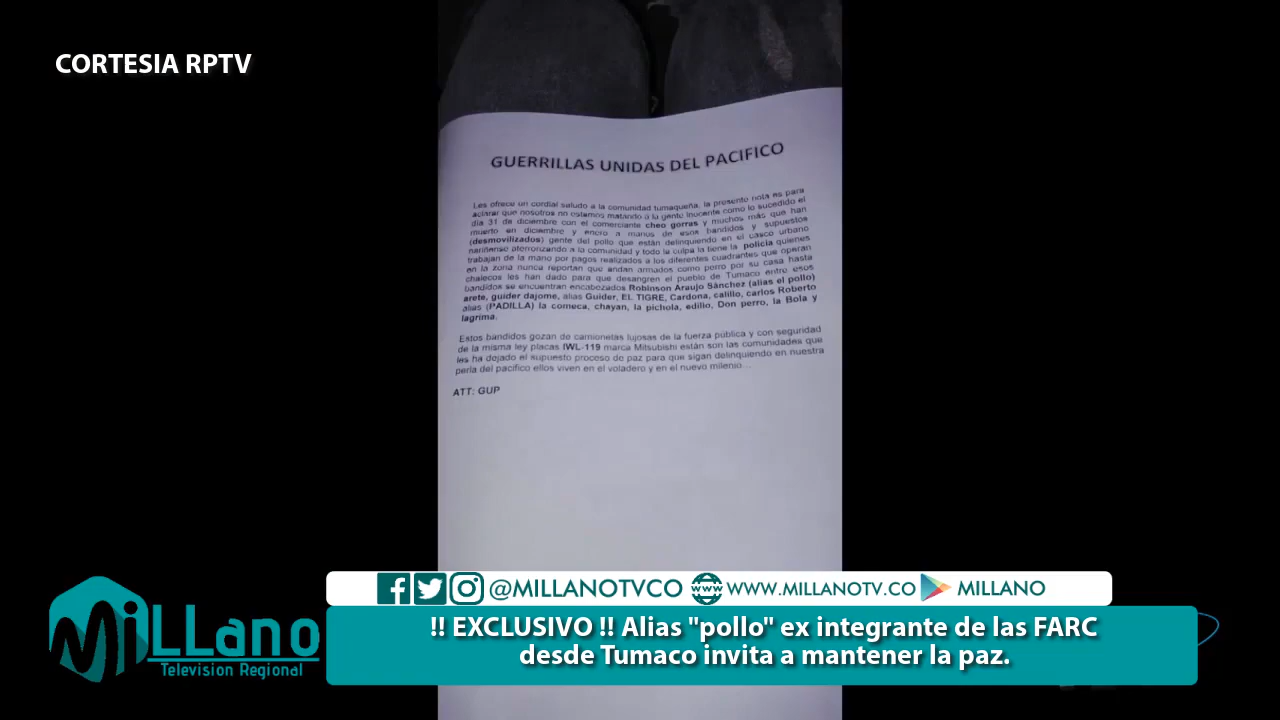 CORTESIA RPTV
GUERRILLAS UNIDAS DEL PACIFICO
Les ofrece un cordial saludo a la comunidad tumaqueña, la presente nota es para
aclarar que nosotros no estamos matando a la gente inocente como lo sucedido el
día 31 de diciembre con el comerciante cheo gorras y muchos más que han
muerto en diciembre y enero a manos de esos bandidos y supuestos
(desmovilizados) gente del pollo que están delinquiendo en el casco urbano
nariñense aterrorizando a la comunidad y todo la culpa la tiene la policia quienes
trabajan de la mano por pagos realizados a los diferentes cuadrantes que operan
en la zona nunca reportan que andan armados como perro por su casa hasta
chalecos les han dado para que desangren el pueblo de Tumaco entre esos
bandidos se encuentran encabezados Robinson Araujo Sánchez (alias el pollo)
arete, guider dajome, alias Guider, EL TIGRE, Cardona, calillo, carlos Roberto
alias (PADILLA) la comeca, chayan, la pichola, edilio, Don perro, la Bola y
lagrima.
Estos bandidos gozan de camionetas lujosas de la fuerza pública y con seguridad
de la misma ley placas IWL-119 marca Mitsubishi están son las comunidades que
les ha dejado el supuesto proceso de paz para que sigan delinquiendo en nuestra
perla del pacifico ellos viven en el voladero y en el nuevo milenio...
ATT: GUP
@MILLANOTVCO WWW.MILLANOTV.CO MILLANO
!! EXCLUSIVO !! Alias "pollo" ex integrante de las FARC
desde Tumaco invita a mantener la paz.
MiLLano
Television Regional